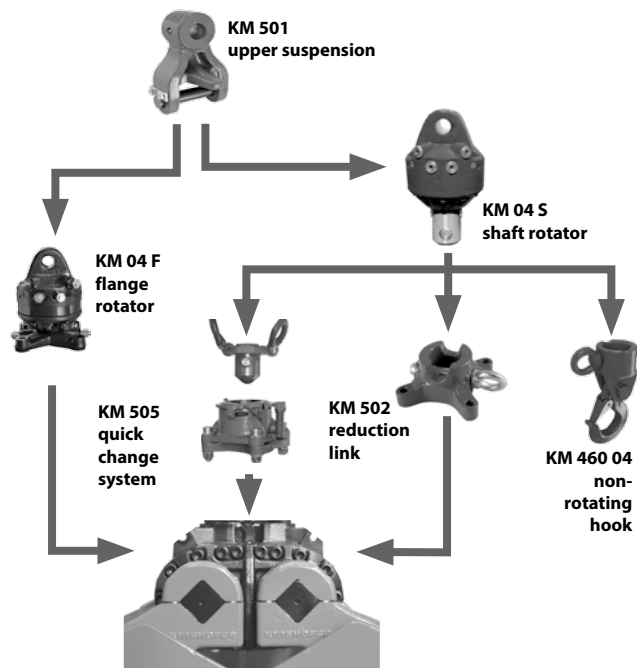 KM 501
upper suspension
KM 04 S
shaft rotator
KM 04 F
flange
rotator
KM 505
quick
change
system
KM 502
reduction
link
KM 460 04
non-
rotating
hook